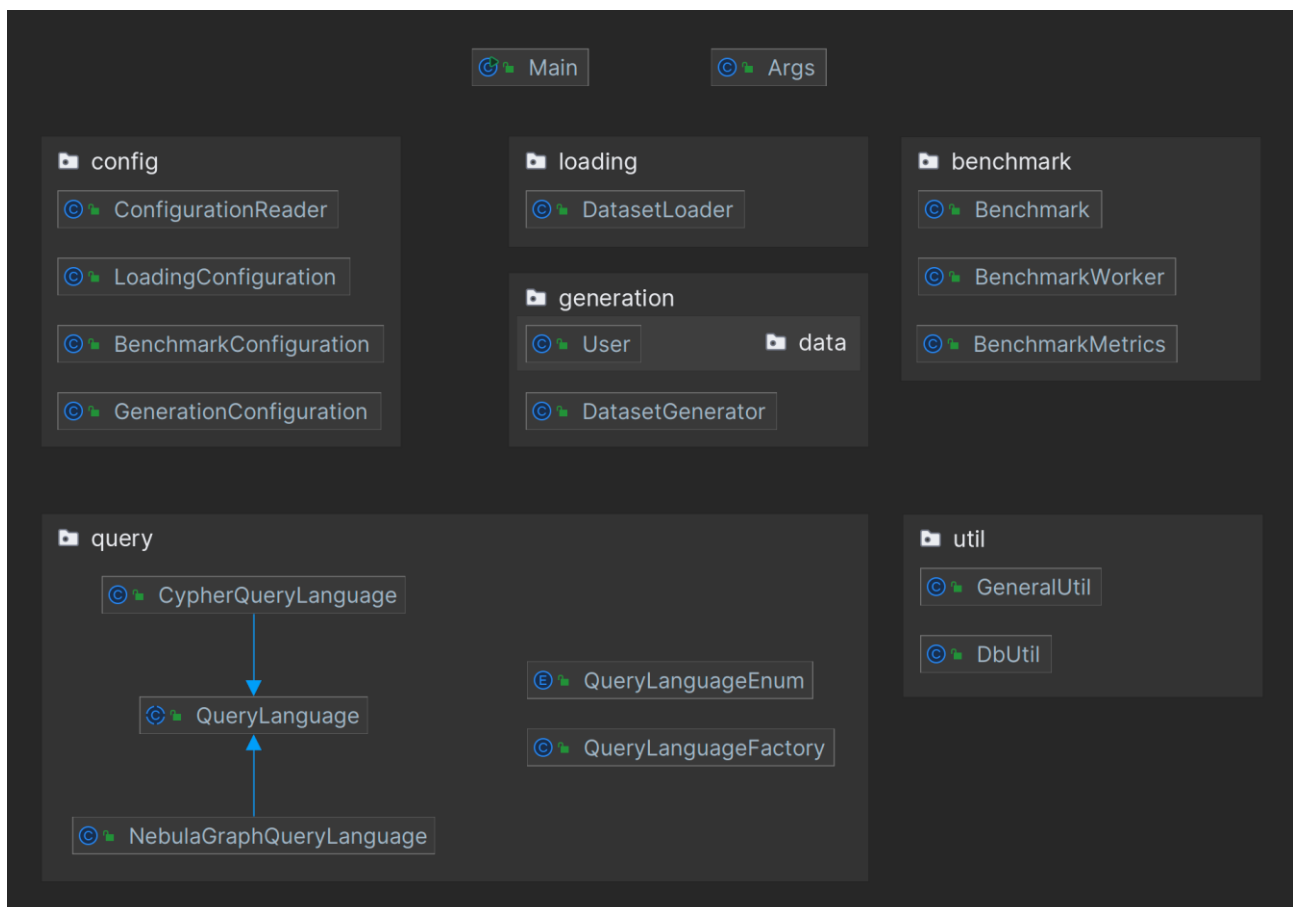 Main
Args
config
ConfigurationReader
LoadingConfiguration
BenchmarkConfiguration
GenerationConfiguration
loading
DatasetLoader
generation
User
data
DatasetGenerator
benchmark
Benchmark
BenchmarkWorker
BenchmarkMetrics
query
CypherQueryLanguage
QueryLanguage
NebulaGraphQueryLanguage
QueryLanguageEnum
QueryLanguageFactory
util
GeneralUtil
DbUtil